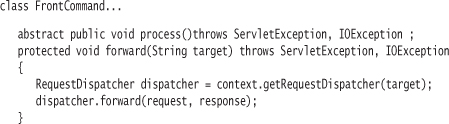 class FrontCommand...
abstract public void process()throws ServletException, IOException ;
protected void forward(String target) throws ServletException, IOException
{
RequestDispatcher dispatcher = context.getRequestDispatcher(target);
dispatcher.forward(request, response);
}